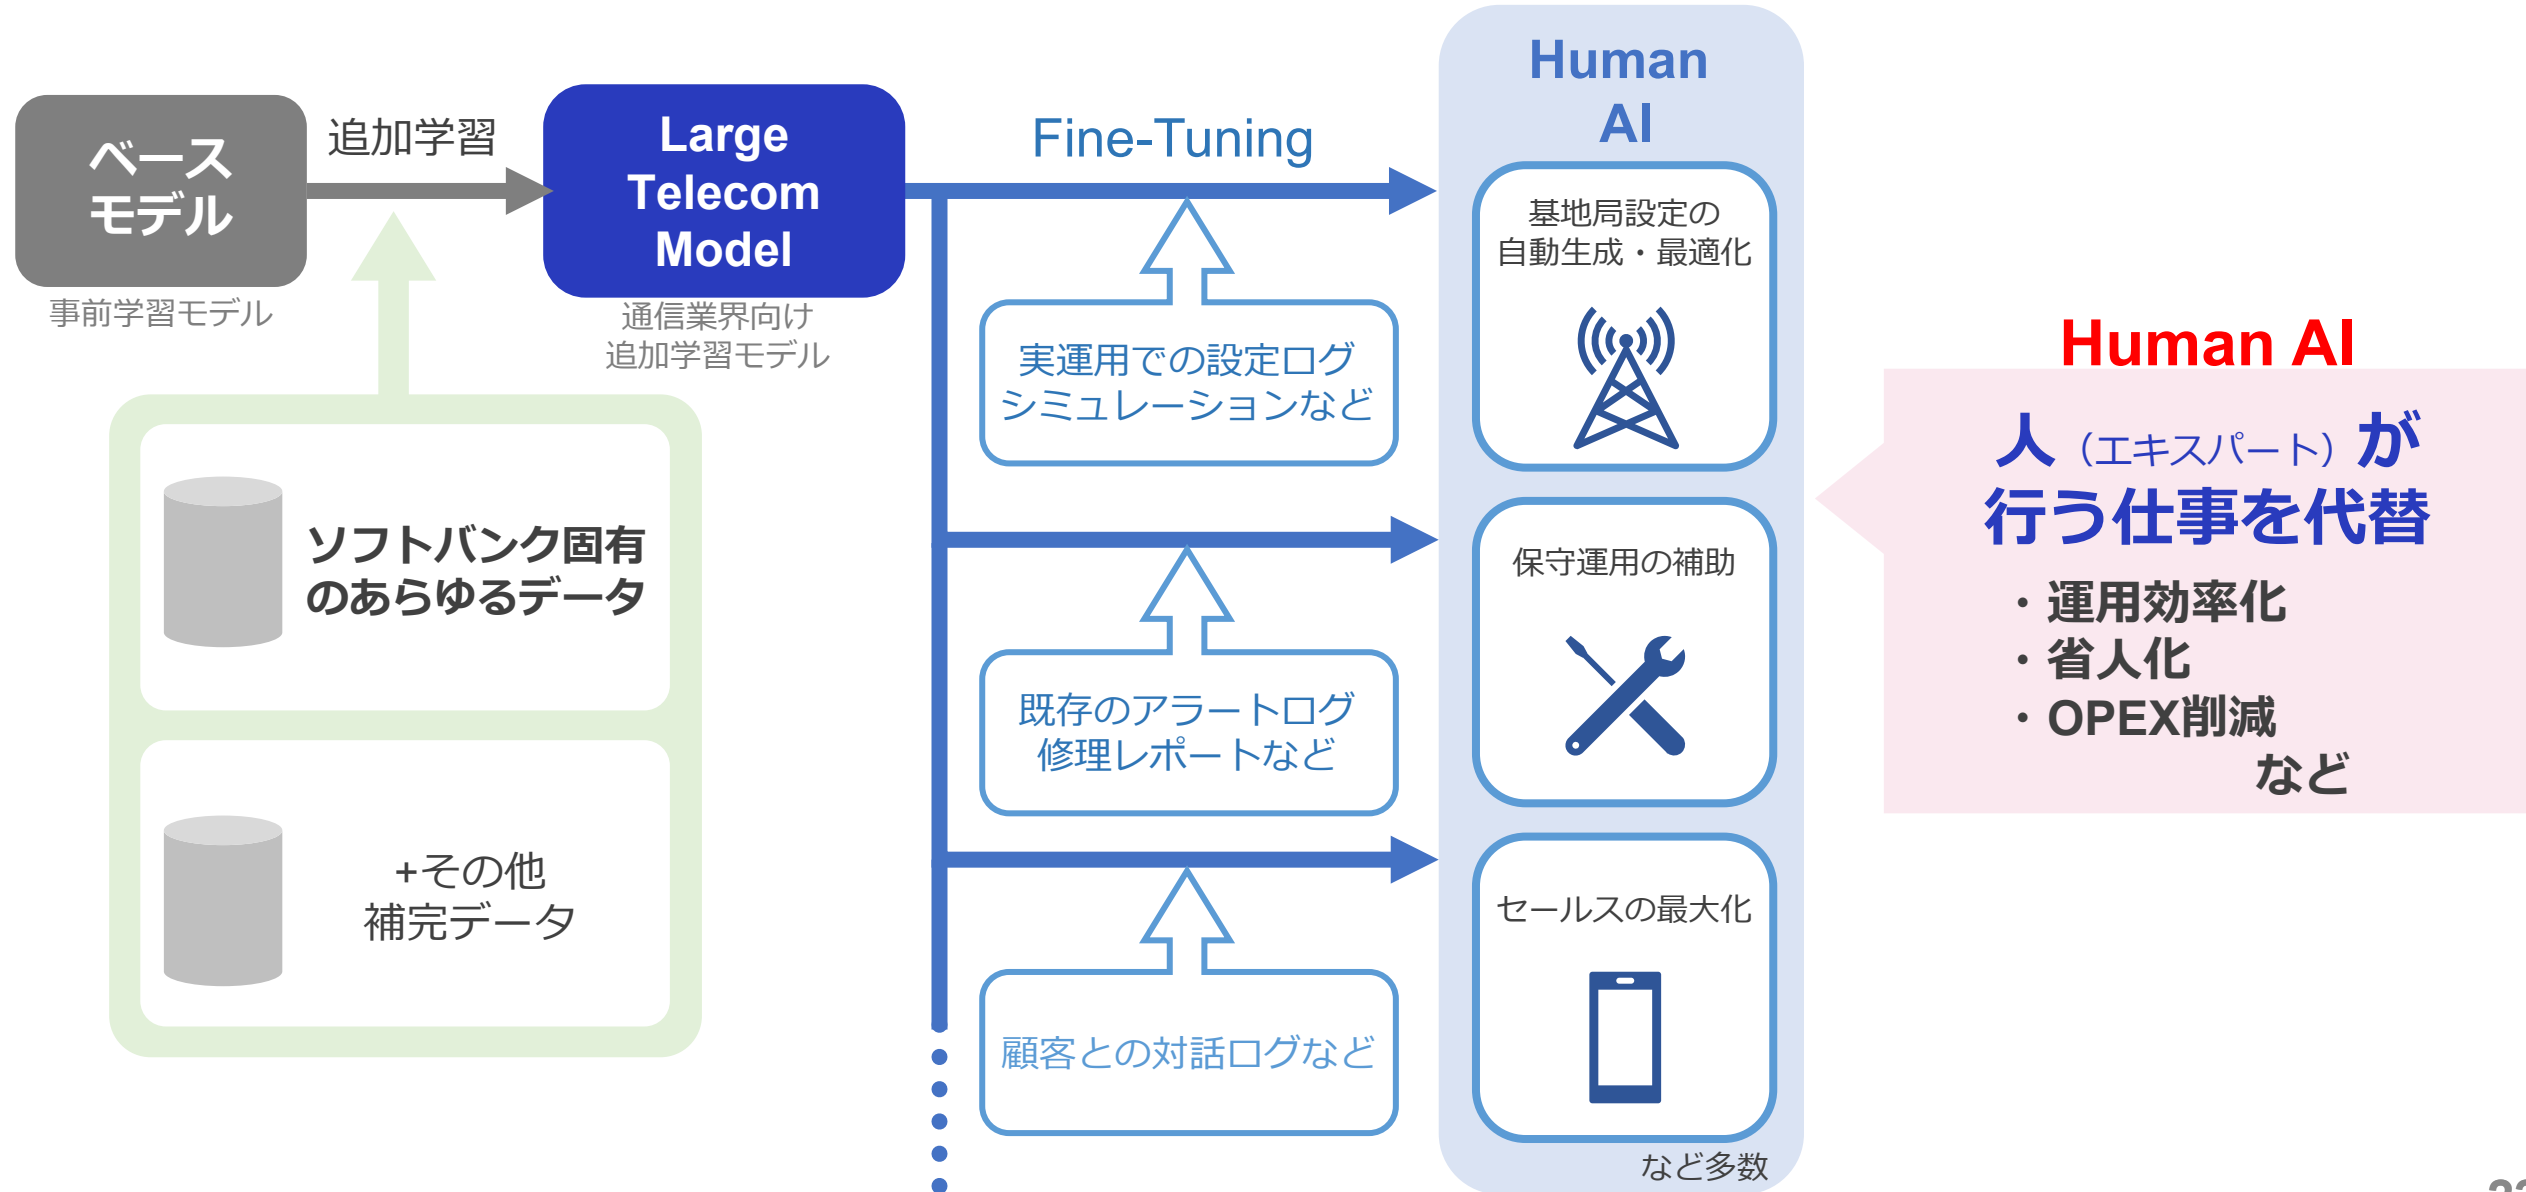 ベース
モデル
事前学習モデル
追加学習
Large
Telecom
Model
通信業界向け
追加学習モデル
ソフトバンク固有
のあらゆるデータ
+その他
補完データ
Fine-Tuning
実運用での設定ログ
シミュレーションなど
既存のアラートログ
修理レポートなど
顧客との対話ログなど
Human
AI
基地局設定の
自動生成・最適化
保守運用の補助
セールスの最大化
など多数
Human AI
人（エキスパート）が
行う仕事を代替
・運用効率化
・省人化
・OPEX削減
など